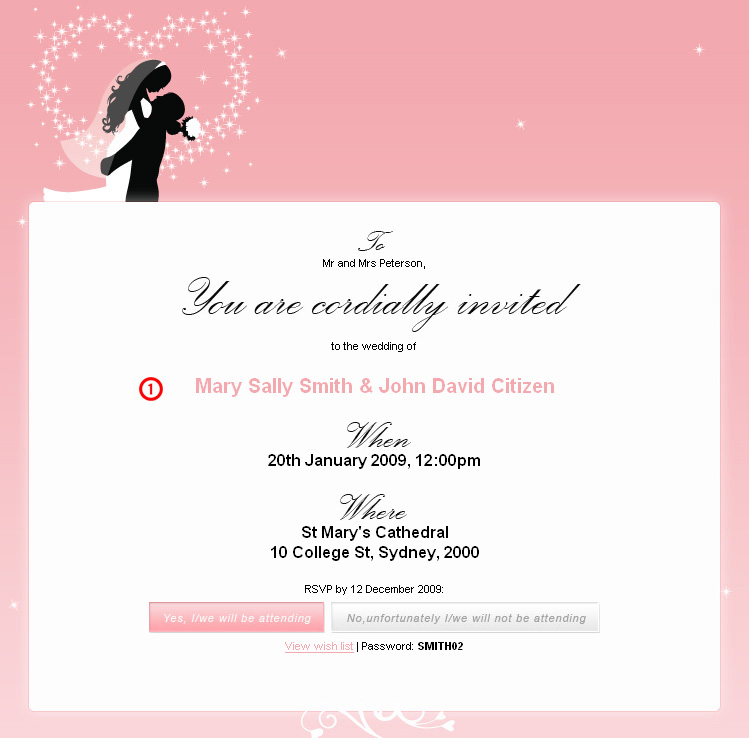 To
Mr and Mrs Peterson,
You are cordially invited
to the wedding of
1 Mary Sally Smith & John David Citizen
When
20th January 2009, 12:00pm
Where
St Mary's Cathedral
10 College St, Sydney, 2000
RSVP by 12 December 2009:
Yes, I/we will be attending No,unfortunately I/we will not be attending
View wish list | Password: SMITH02